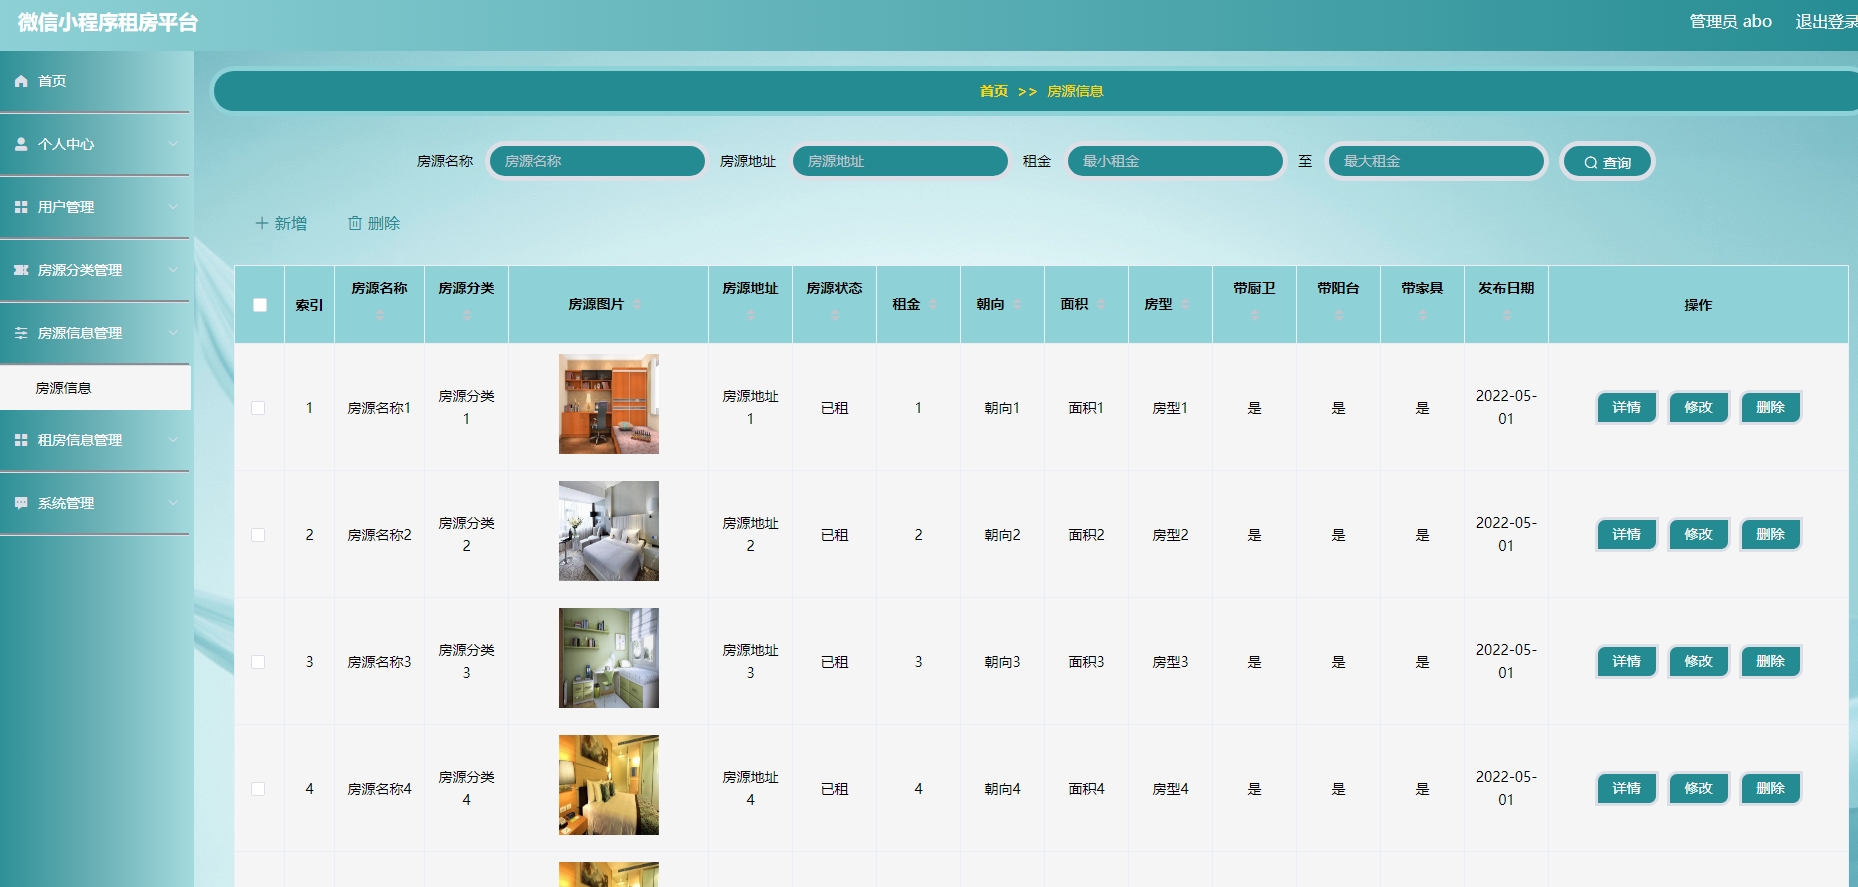 微信小程序租房平台
管理员 abo 退出登录
首页
个人中心
用户管理
房源分类管理
房源信息管理
房源信息
租房信息管理
系统管理
首页 >> 房源信息
房源名称 房源名称 房源地址 房源地址 租金 最小租金 至 最大租金 查询
新增 删除
索引 房源名称 房源分类 房源图片 房源地址 房源状态 租金 朝向 面积 房型 带厨卫 带阳台 带家具 发布日期 操作
1 房源名称1 房源分类1 房源地址1 已租 1 朝向1 面积1 房型1 是 是 是 2022-05-01 详情 修改 删除
2 房源名称2 房源分类2 房源地址2 已租 2 朝向2 面积2 房型2 是 是 是 2022-05-01 详情 修改 删除
3 房源名称3 房源分类3 房源地址3 已租 3 朝向3 面积3 房型3 是 是 是 2022-05-01 详情 修改 删除
4 房源名称4 房源分类4 房源地址4 已租 4 朝向4 面积4 房型4 是 是 是 2022-05-01 详情 修改 删除